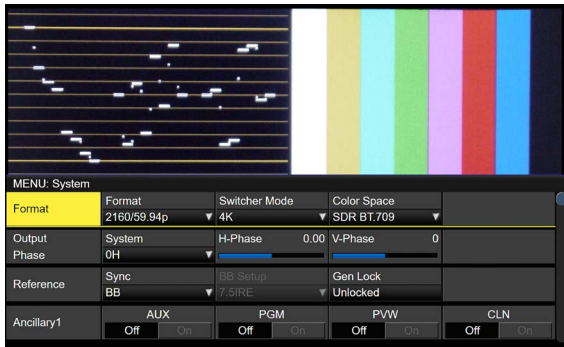 MENU: System
Format
Format
2160/59.94p
Switcher Mode
4K
Color Space
SDR BT.709
Output
Phase
System
0H
H-Phase 0.00
V-Phase 0
Reference
Sync
BB
BB Setup
7.5IRE
Gen Lock
Unlocked
Ancillary1
AUX
Off On
PGM
Off On
PVW
Off On
CLN
Off On